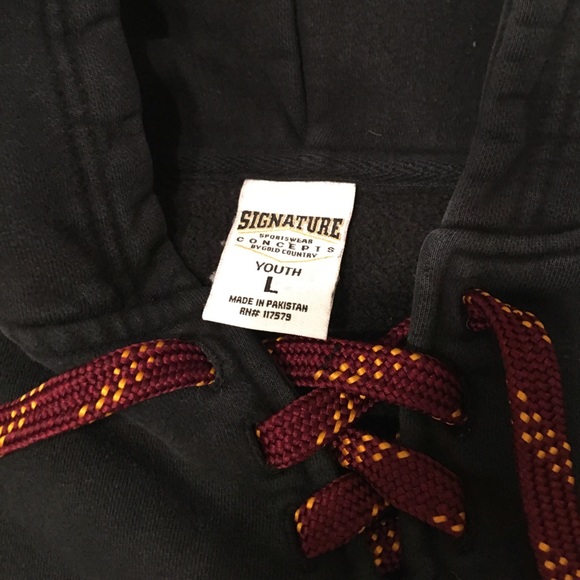 SIGNATURE
SPORTSWEAR
CONCEPTS
BY GOLD COUNTRY
YOUTH
L
MADE IN PAKISTAN
RN# 117579